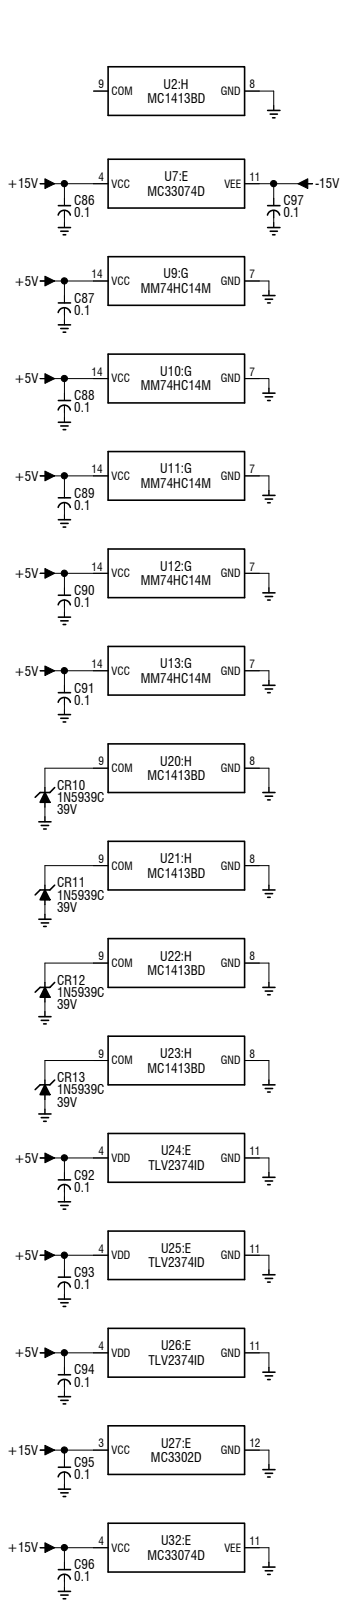 U2:H
9 COM MC1413BD GND 8
U7:E
+15V 4 VCC MC33074D VEE 11 -15V
C86
0.1
C97
0.1
U9:G
+5V 14 VCC MM74HC14M GND 7
C87
0.1
U10:G
+5V 14 VCC MM74HC14M GND 7
C88
0.1
U11:G
+5V 14 VCC MM74HC14M GND 7
C89
0.1
U12:G
+5V 14 VCC MM74HC14M GND 7
C90
0.1
U13:G
+5V 14 VCC MM74HC14M GND 7
C91
0.1
U20:H
9 COM MC1413BD GND 8
CR10
1N5939C
39V
U21:H
9 COM MC1413BD GND 8
CR11
1N5939C
39V
U22:H
9 COM MC1413BD GND 8
CR12
1N5939C
39V
U23:H
9 COM MC1413BD GND 8
CR13
1N5939C
39V
U24:E
+5V 4 VDD TLV2374ID GND 11
C92
0.1
U25:E
+5V 4 VDD TLV2374ID GND 11
C93
0.1
U26:E
+5V 4 VDD TLV2374ID GND 11
C94
0.1
U27:E
+15V 3 VCC MC3302D GND 12
C95
0.1
U32:E
+15V 4 VCC MC33074D VEE 11
C96
0.1